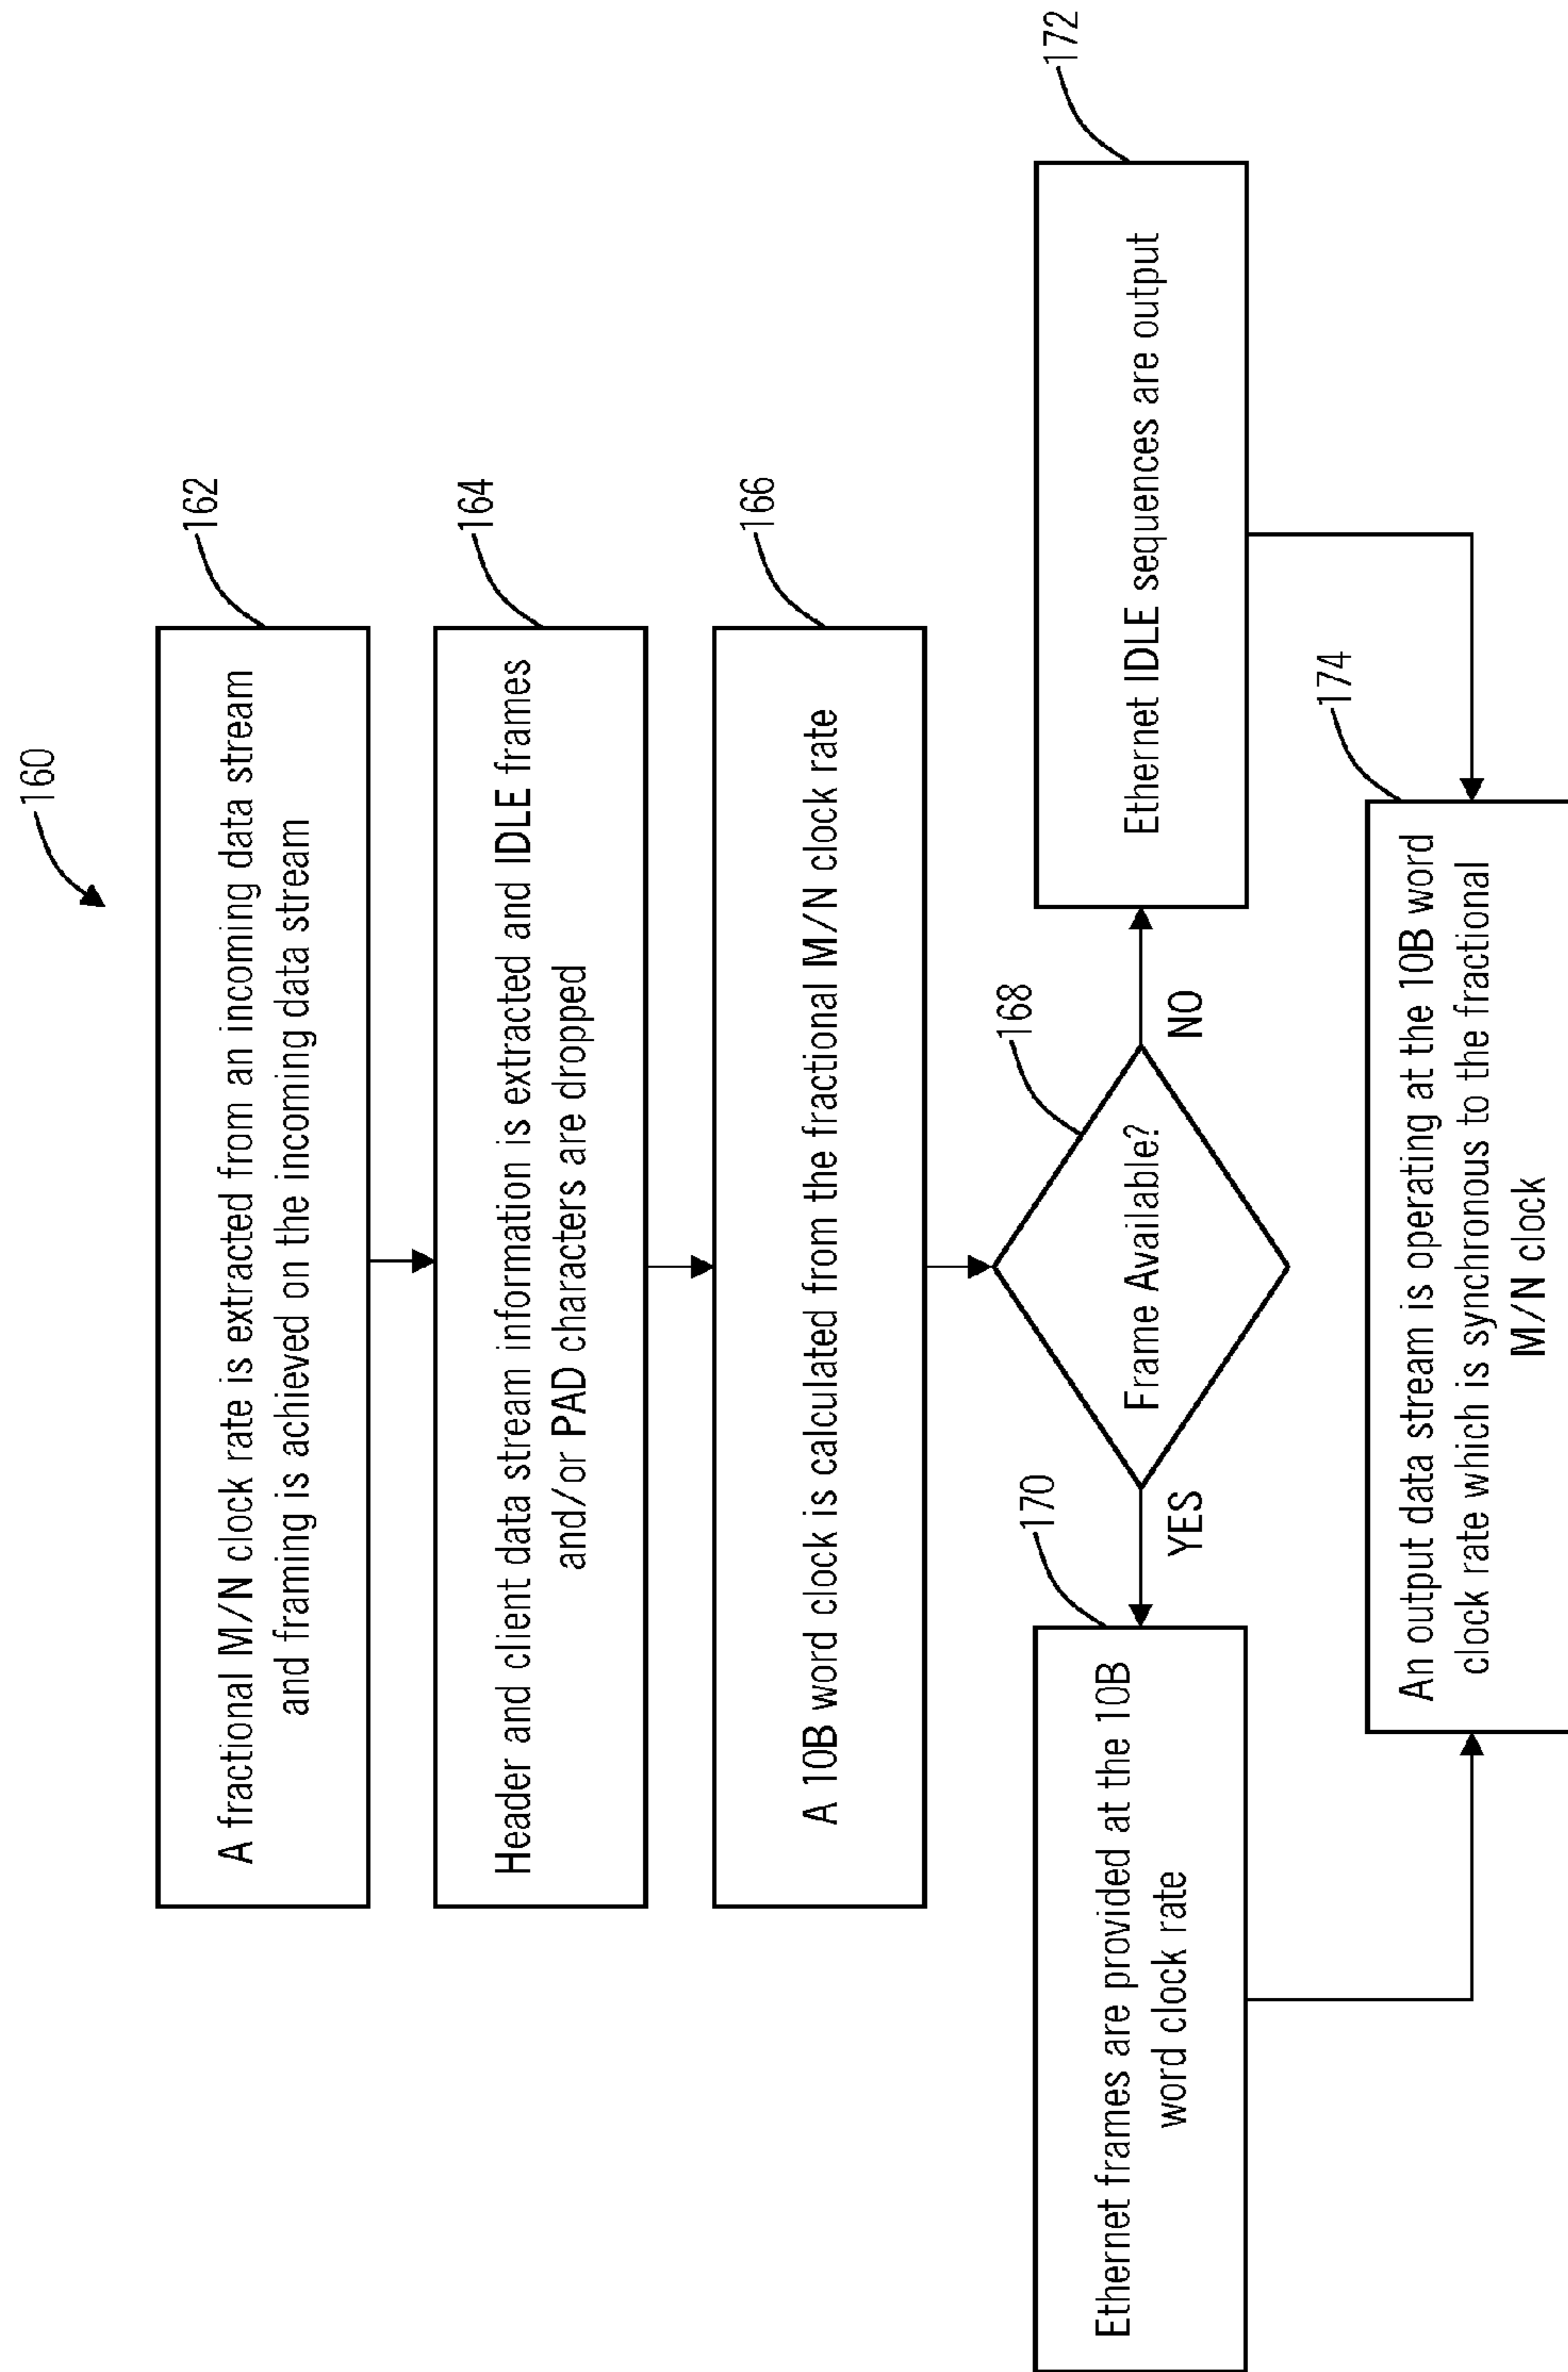 160
162
A fractional M/N clock rate is extracted from an incoming data stream
and framing is achieved on the incoming data stream
164
Header and client data stream information is extracted and IDLE frames
and/or PAD characters are dropped
166
A 10B word clock is calculated from the fractional M/N clock rate
168
Frame Available?
YES
NO
170
Ethernet frames are provided at the 10B
word clock rate
172
Ethernet IDLE sequences are output
174
An output data stream is operating at the 10B word
clock rate which is synchronous to the fractional
M/N clock